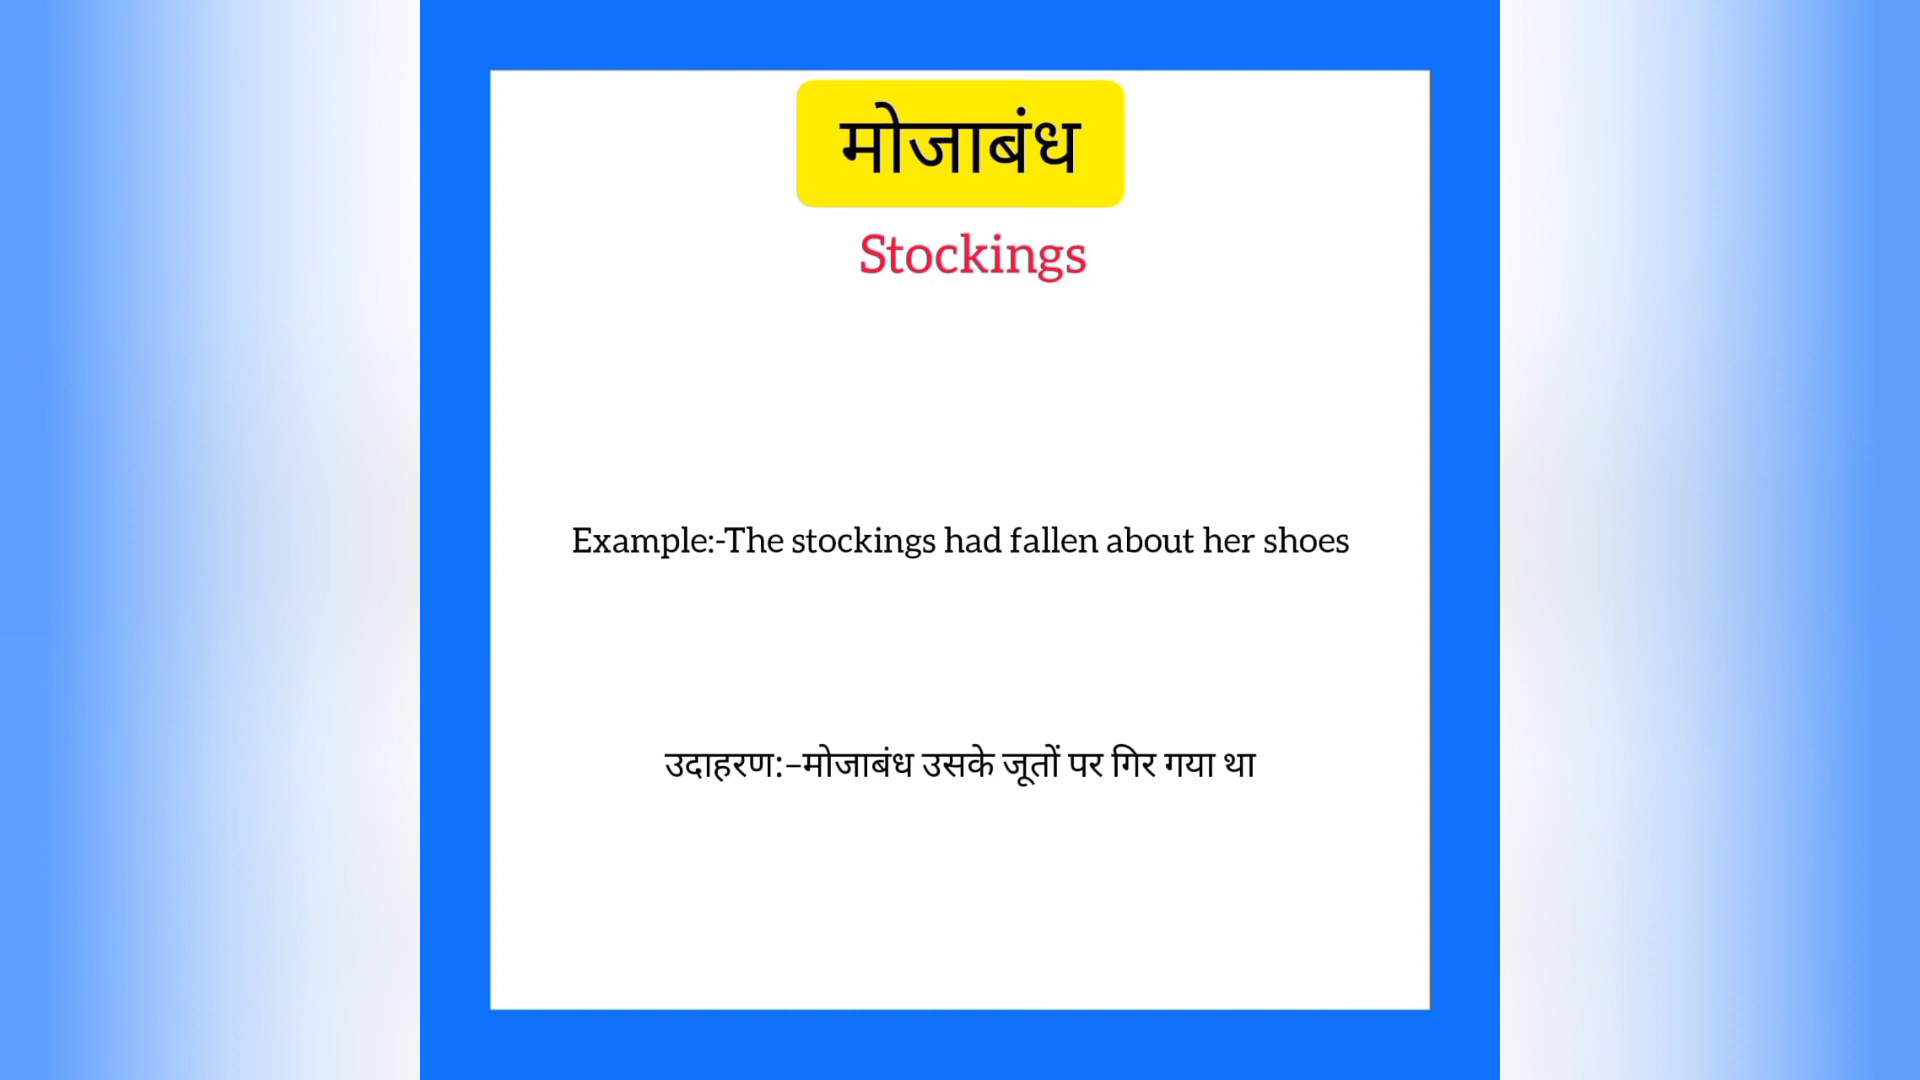 मोजाबंध
Stockings
Example:-The stockings had fallen about her shoes
उदाहरण:–मोजाबंध उसके जूतों पर गिर गया था